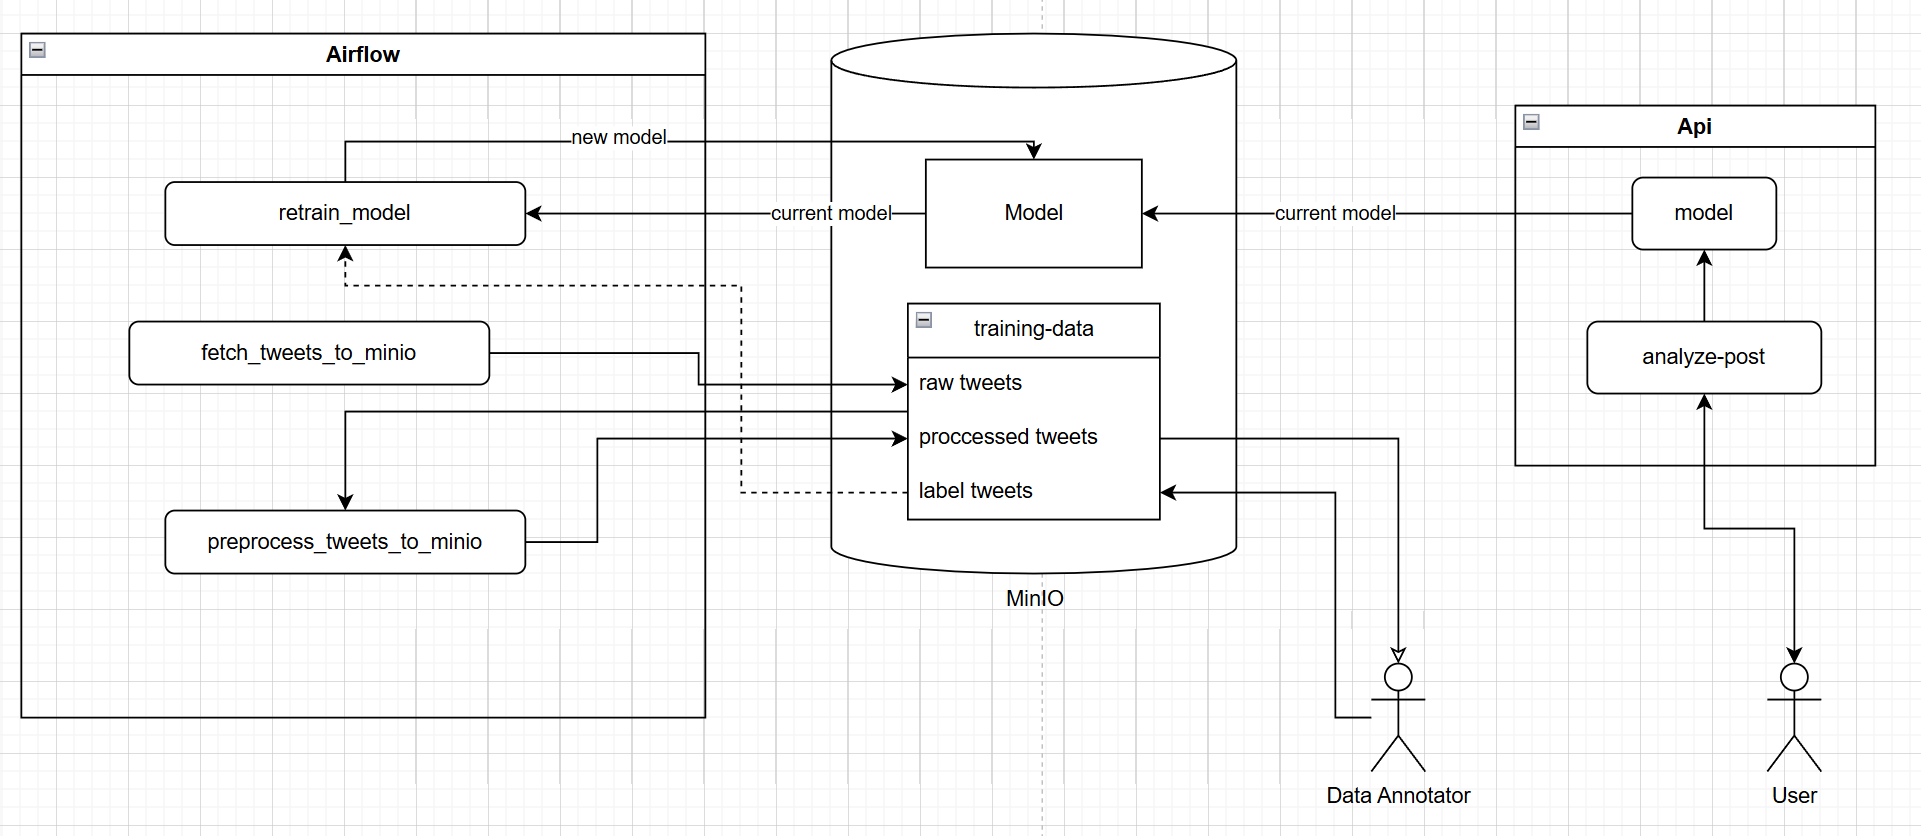 Airflow
new model
retrain_model
current model
fetch_tweets_to_minio
preprocess_tweets_to_minio
Model
training-data
raw tweets
proccessed tweets
label tweets
MinIO
current model
Api
model
analyze-post
Data Annotator
User